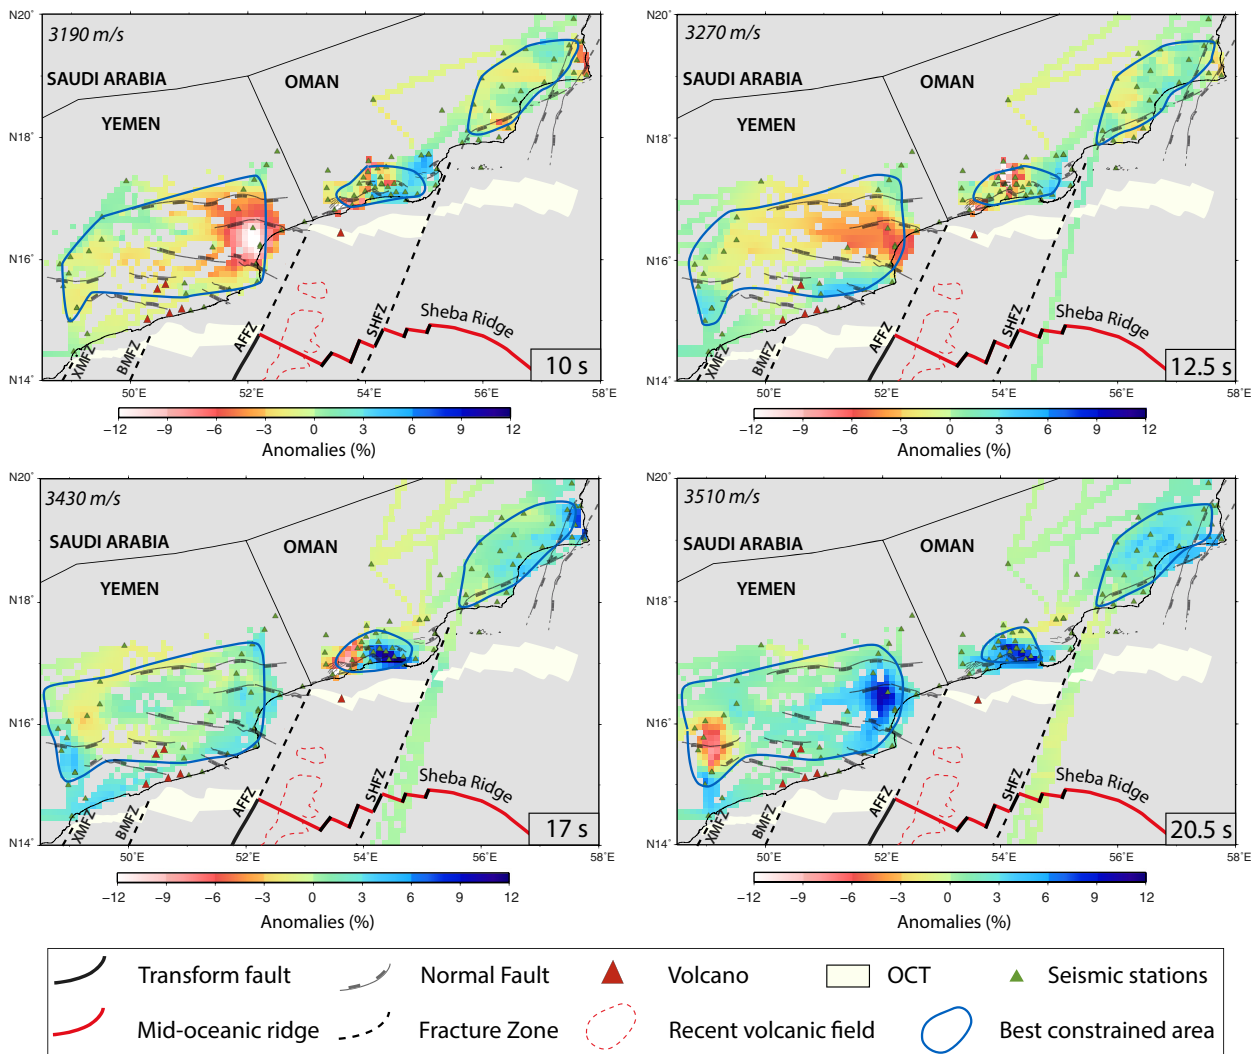 N20°
3190 m/s
SAUDI ARABIA
OMAN
YEMEN
N18°
N16°
N14°
XMFZ
BMFZ
AFFZ
SHFZ
Sheba Ridge
10 s
50°E
52°E
54°E
56°E
58°E
−12 −9 −6 −3 0 3 6 9 12
Anomalies (%)
N20°
3270 m/s
SAUDI ARABIA
OMAN
YEMEN
N18°
N16°
N14°
XMFZ
BMFZ
AFFZ
SHFZ
Sheba Ridge
12.5 s
50°E
52°E
54°E
56°E
58°E
−12 −9 −6 −3 0 3 6 9 12
Anomalies (%)
N20°
3430 m/s
SAUDI ARABIA
OMAN
YEMEN
N18°
N16°
N14°
XMFZ
BMFZ
AFFZ
SHFZ
Sheba Ridge
17 s
50°E
52°E
54°E
56°E
58°E
−12 −9 −6 −3 0 3 6 9 12
Anomalies (%)
N20°
3510 m/s
SAUDI ARABIA
OMAN
YEMEN
N18°
N16°
N14°
XMFZ
BMFZ
AFFZ
SHFZ
Sheba Ridge
20.5 s
50°E
52°E
54°E
56°E
58°E
−12 −9 −6 −3 0 3 6 9 12
Anomalies (%)
Transform fault
Normal Fault
Volcano
OCT
Seismic stations
Mid-oceanic ridge
Fracture Zone
Recent volcanic field
Best constrained area